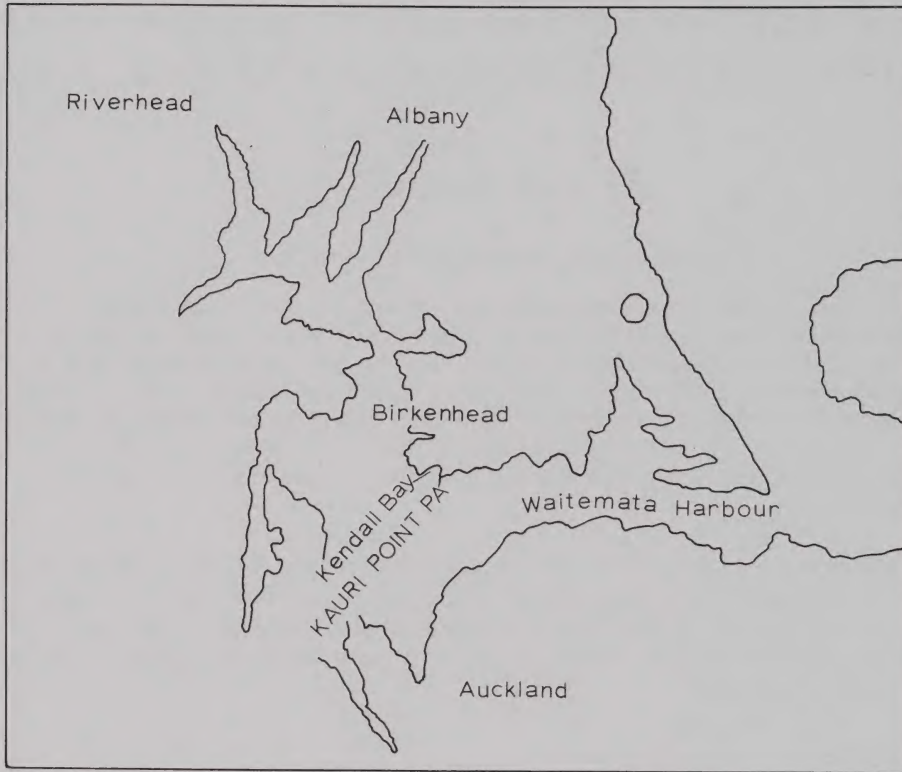 Riverhead
Albany
Birkenhead
Kendall Bay
KAURI POINT PA
Waitemata Harbour
Auckland